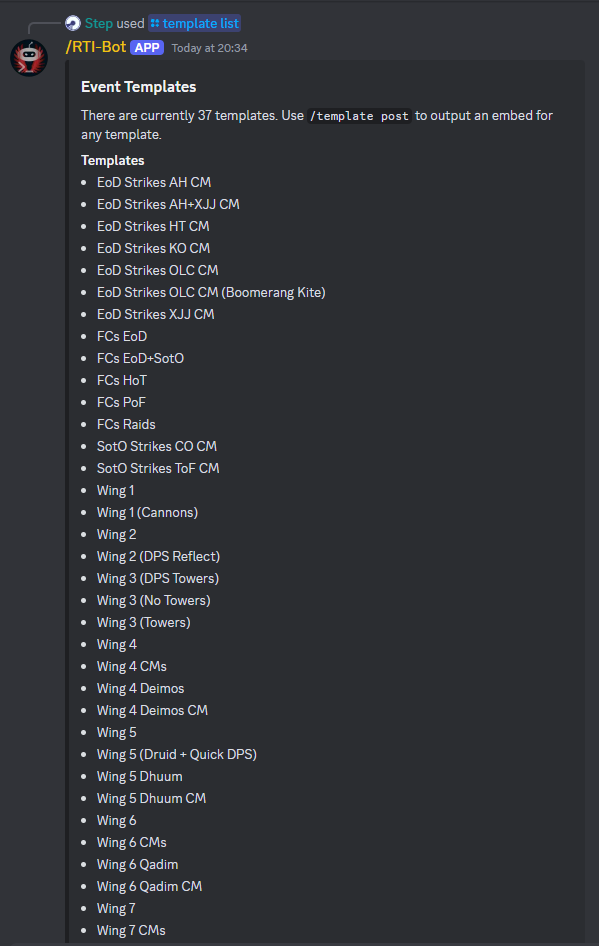 Step used template list
/RTI-Bot APP Today at 20:34
Event Templates
There are currently 37 templates. Use /template post to output an embed for
any template.
Templates
• EoD Strikes AH CM
• EoD Strikes AH+XJJ CM
• EoD Strikes HT CM
• EoD Strikes KO CM
• EoD Strikes OLC CM
• EoD Strikes OLC CM (Boomerang Kite)
• EoD Strikes XJJ CM
• FCs EoD
• FCs EoD+SotO
• FCs HoT
• FCs PoF
• FCs Raids
• SotO Strikes CO CM
• SotO Strikes ToF CM
• Wing 1
• Wing 1 (Cannons)
• Wing 2
• Wing 2 (DPS Reflect)
• Wing 3 (DPS Towers)
• Wing 3 (No Towers)
• Wing 3 (Towers)
• Wing 4
• Wing 4 CMs
• Wing 4 Deimos
• Wing 4 Deimos CM
• Wing 5
• Wing 5 (Druid + Quick DPS)
• Wing 5 Dhuum
• Wing 5 Dhuum CM
• Wing 6
• Wing 6 CMs
• Wing 6 Qadim
• Wing 6 Qadim CM
• Wing 7
• Wing 7 CMs